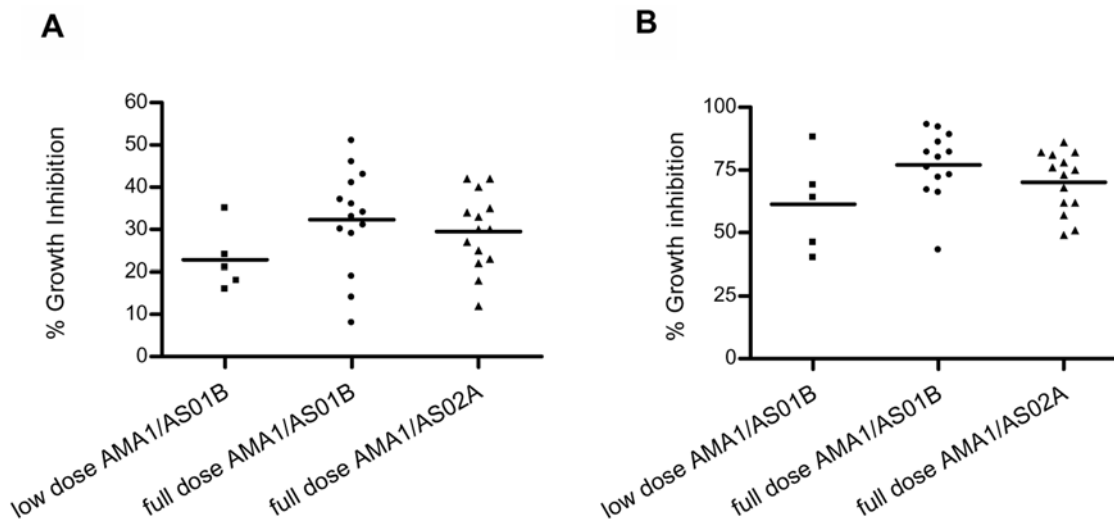 A
% Growth Inhibition
60
50
40
30
20
10
0
low dose AMA1/AS01B
full dose AMA1/AS01B
full dose AMA1/AS02A
B
% Growth inhibition
100
75
50
25
0
low dose AMA1/AS01B
full dose AMA1/AS01B
full dose AMA1/AS02A